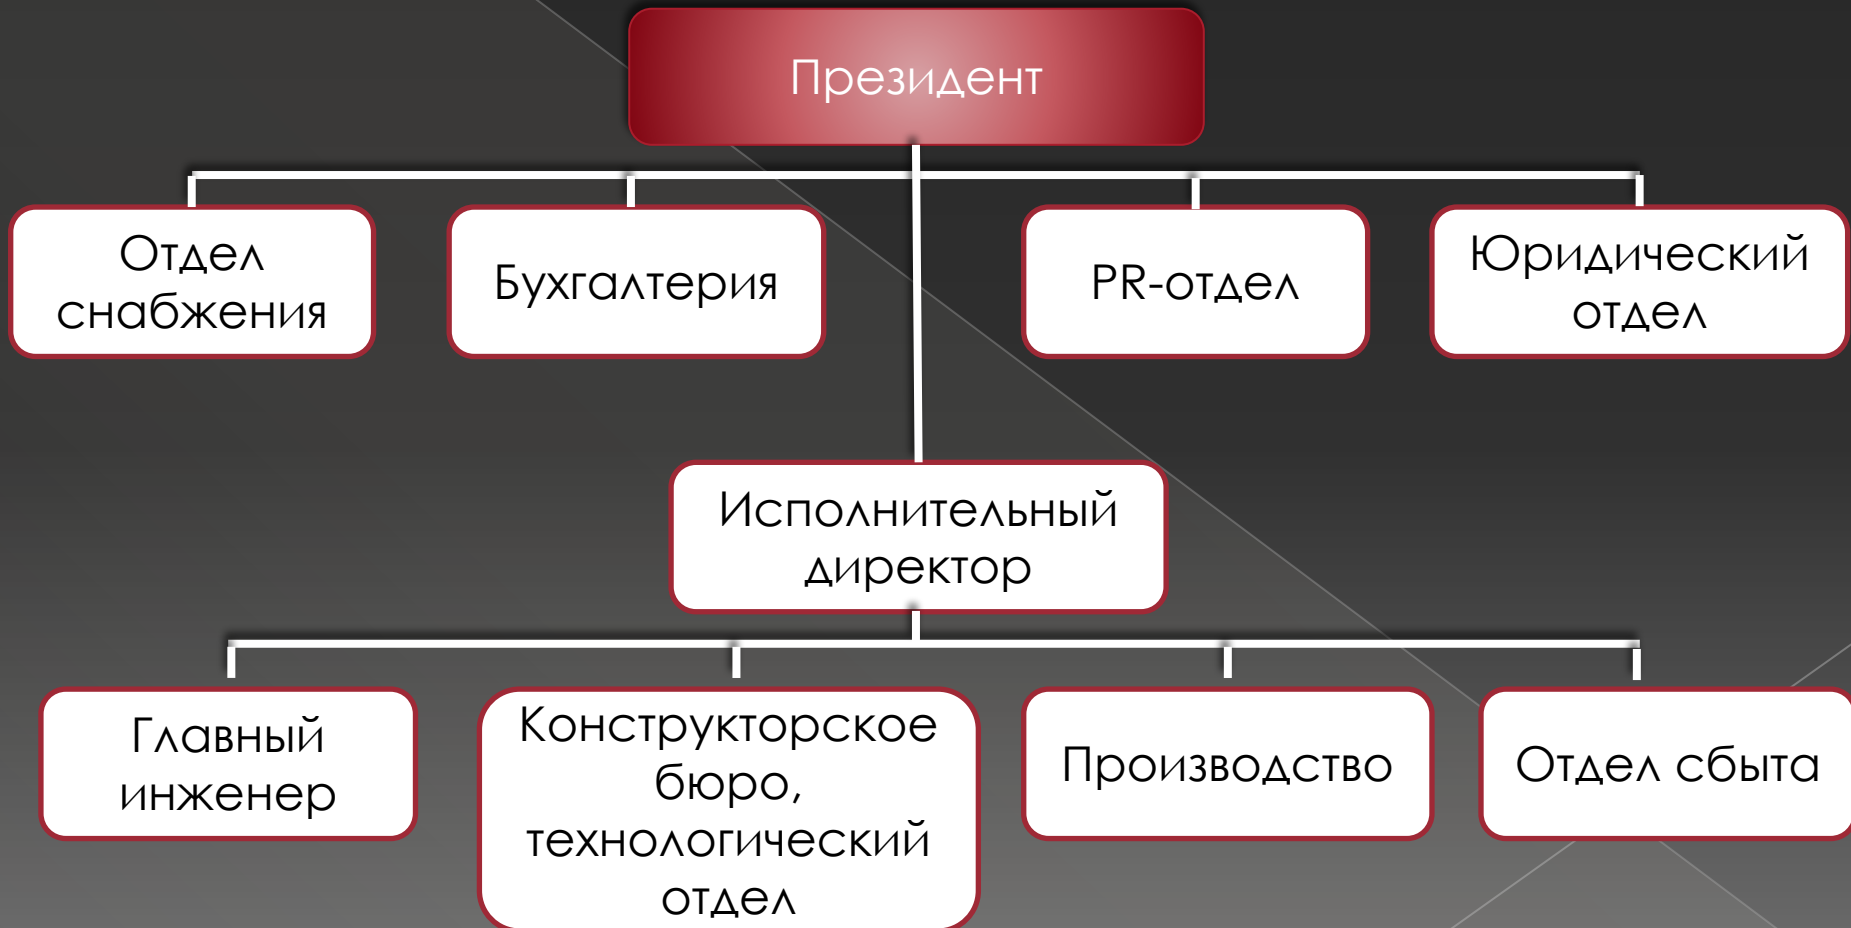 Президент
Отдел
снабжения
Бухгалтерия
PR-отдел
Юридический
отдел
Исполнительный
директор
Главный
инженер
Конструкторское
бюро,
технологический
отдел
Производство
Отдел сбыта